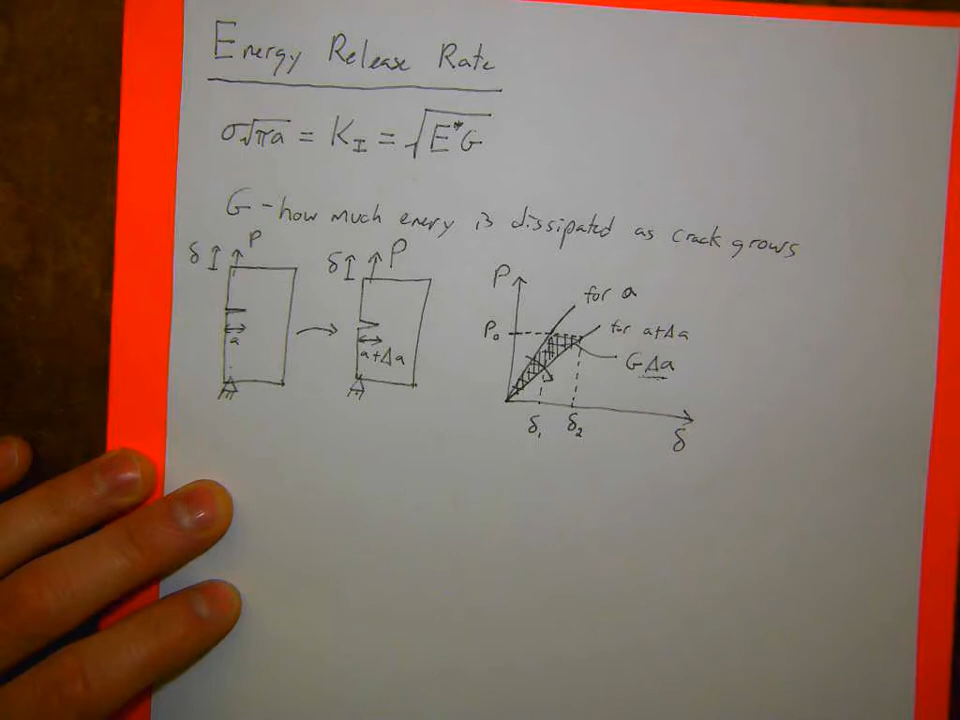 Energy Release Rate
σ√πa = K_I = √E*G
G - how much enery is dissipated as crack grows
δ P
a
δ P
a+Δa
P
for a
P₀
for a+Δa
GΔa
δ₁ δ₂
δ